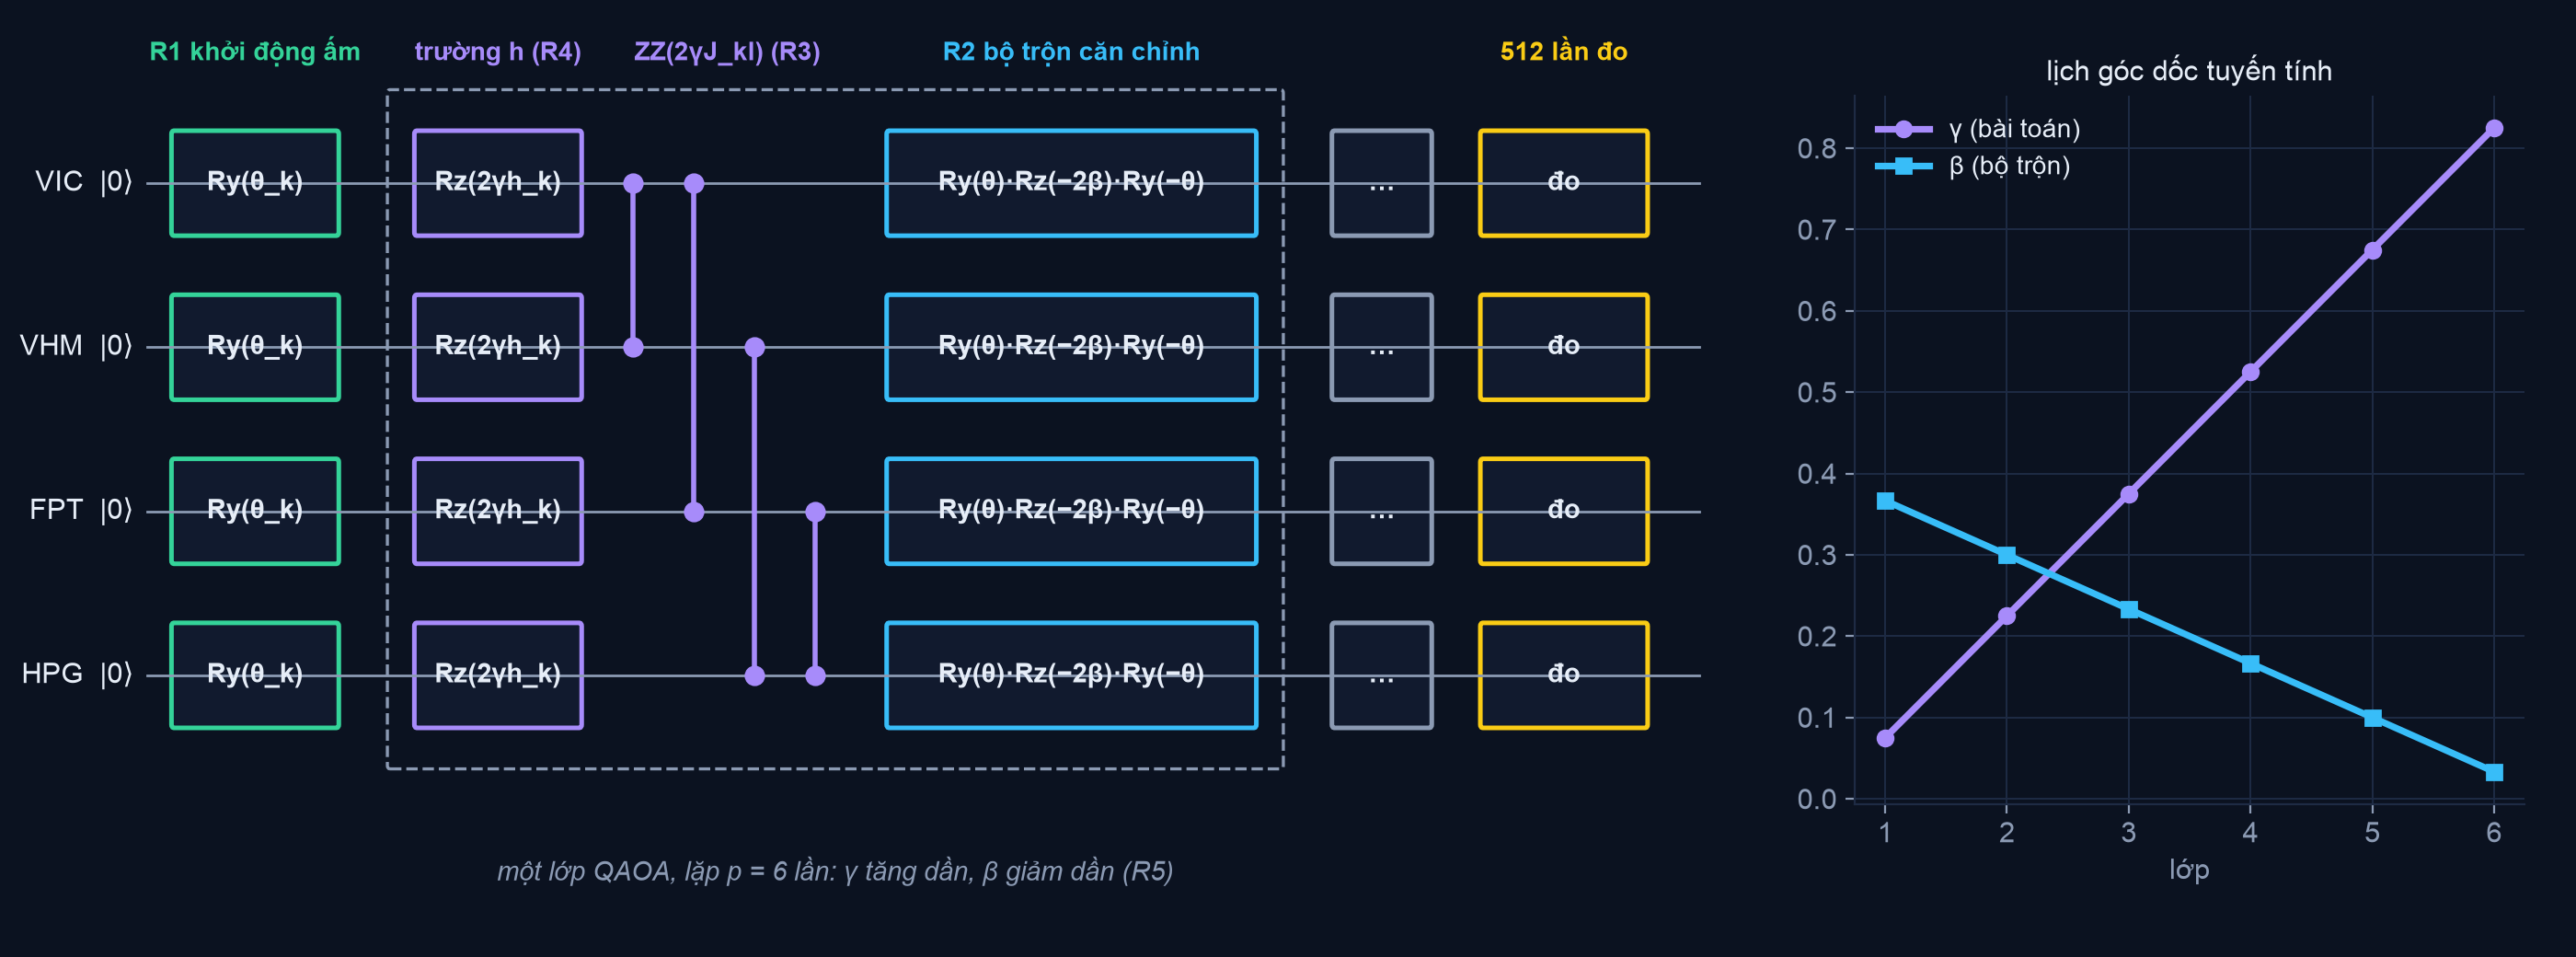 R1 khởi động ấm
trường h (R4)
ZZ(2γJ_kl) (R3)
R2 bộ trộn căn chỉnh
512 lần đo
VIC |0⟩
Ry(θ_k)
Rz(2γh_k)
Ry(θ)·Rz(−2β)·Ry(−θ)
...
đo
VHM |0⟩
Ry(θ_k)
Rz(2γh_k)
Ry(θ)·Rz(−2β)·Ry(−θ)
...
đo
FPT |0⟩
Ry(θ_k)
Rz(2γh_k)
Ry(θ)·Rz(−2β)·Ry(−θ)
...
đo
HPG |0⟩
Ry(θ_k)
Rz(2γh_k)
Ry(θ)·Rz(−2β)·Ry(−θ)
...
đo
một lớp QAOA, lặp p = 6 lần: γ tăng dần, β giảm dần (R5)
lịch góc dốc tuyến tính
γ (bài toán)
β (bộ trộn)
0.8
0.7
0.6
0.5
0.4
0.3
0.2
0.1
0.0
1 2 3 4 5 6
lớp